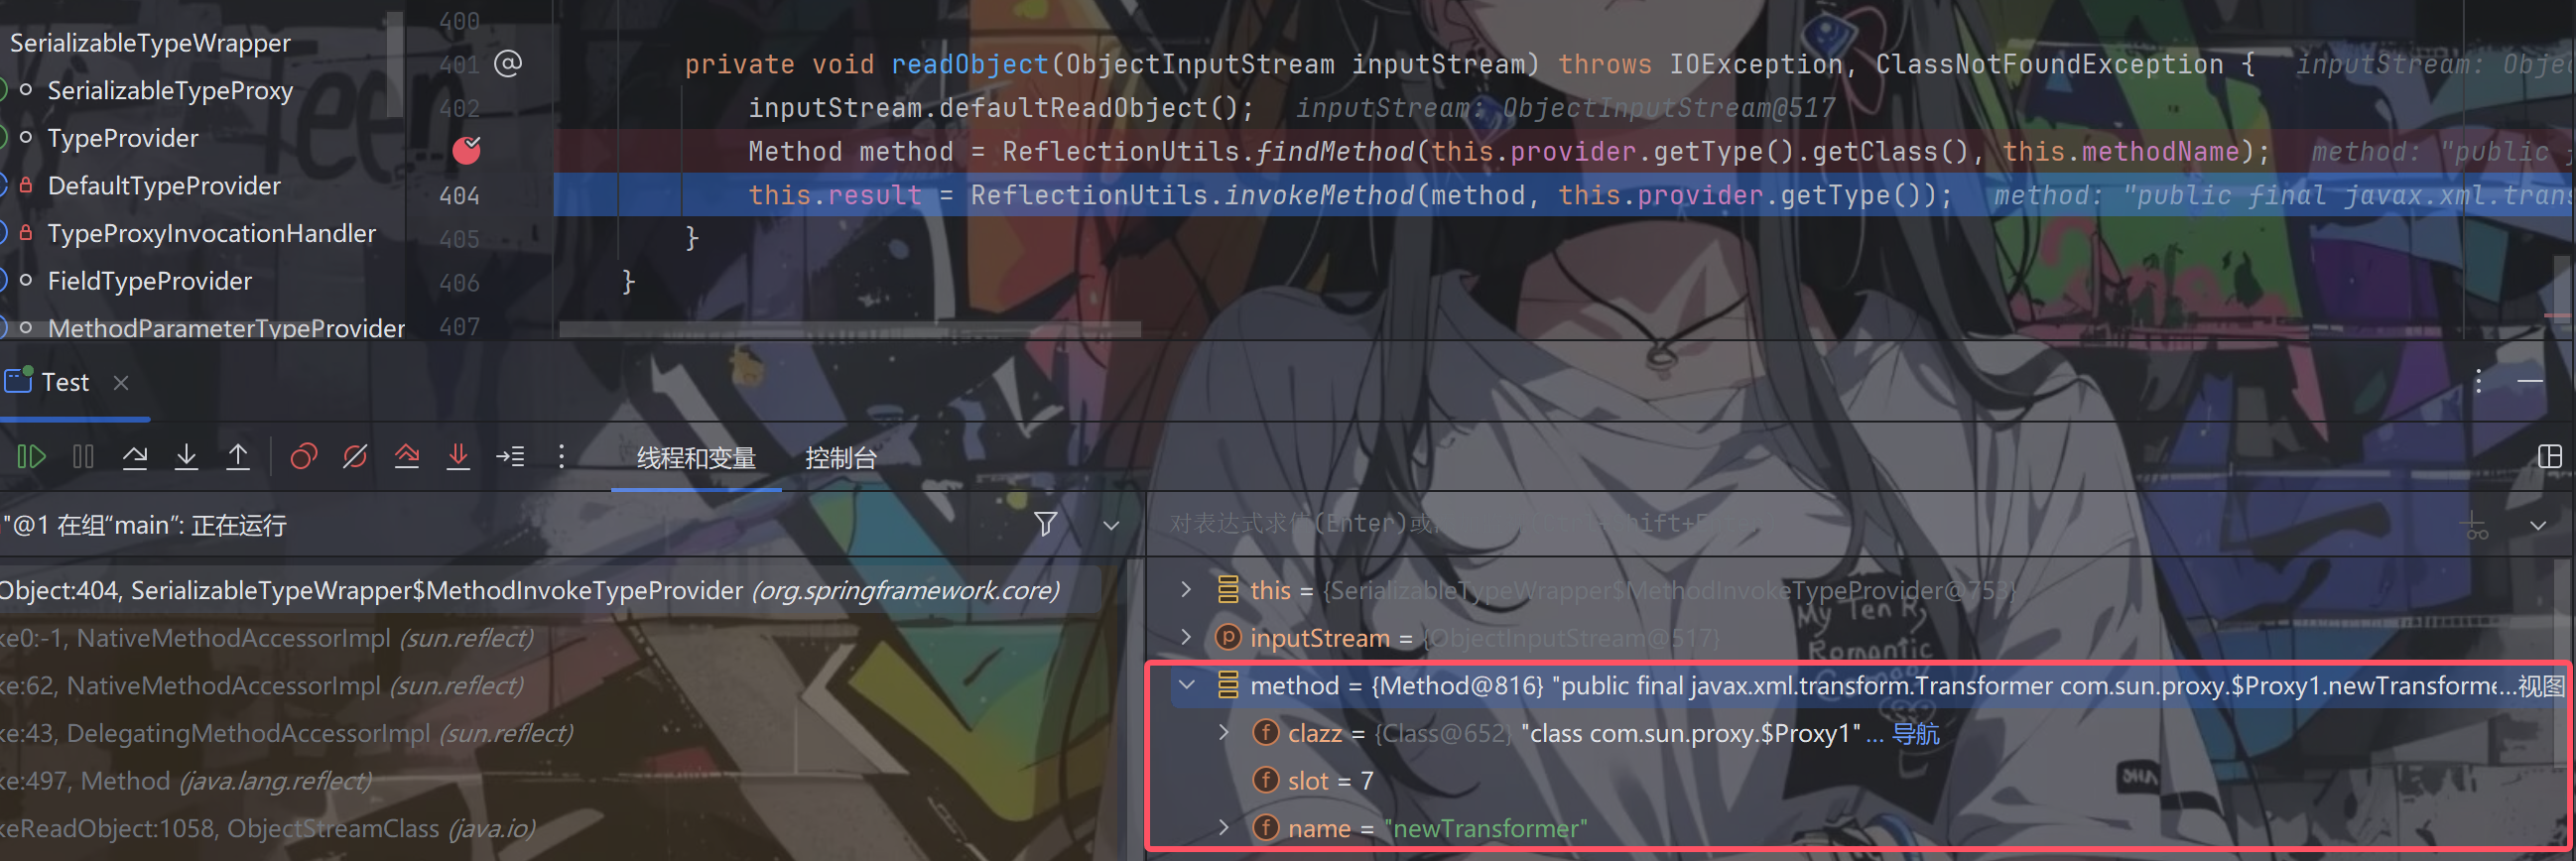 SerializableTypeWrapper
SerializableTypeProxy
TypeProvider
DefaultTypeProvider
TypeProxyInvocationHandler
FieldTypeProvider
MethodParameterTypeProvider
400
401 @ private void readObject(ObjectInputStream inputStream) throws IOException, ClassNotFoundException { inputStream: Obje
402 inputStream.defaultReadObject(); inputStream: ObjectInputStream@517
Method method = ReflectionUtils.findMethod(this.provider.getType().getClass(), this.methodName); method: "public
404 this.result = ReflectionUtils.invokeMethod(method, this.provider.getType()); method: "public final javax.xml.trans
405 }
406 }
407
Test
线程和变量 控制台
"@1 在组“main”: 正在运行
Object:404, SerializableTypeWrapper$MethodInvokeTypeProvider (org.springframework.core)
ke0:-1, NativeMethodAccessorImpl (sun.reflect)
ke:62, NativeMethodAccessorImpl (sun.reflect)
ke:43, DelegatingMethodAccessorImpl (sun.reflect)
ke:497, Method (java.lang.reflect)
keReadObject:1058, ObjectStreamClass (java.io)
对表达式求值(Enter)或
this = {SerializableTypeWrapper$MethodInvokeTypeProvider@753}
inputStream = {ObjectInputStream@517}
method = {Method@816} "public final javax.xml.transform.Transformer com.sun.proxy.$Proxy1.newTransforme...视图
clazz = {Class@652} "class com.sun.proxy.$Proxy1" ... 导航
slot = 7
name = "newTransformer"
My Ten R
Romantic